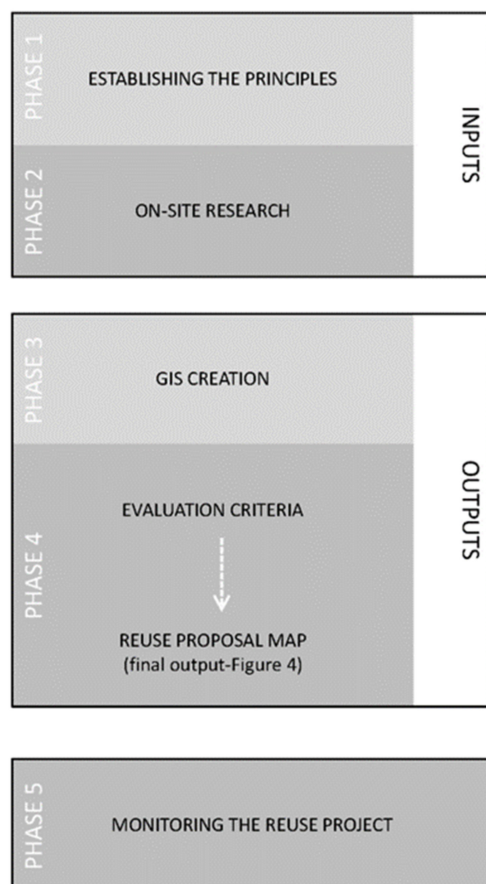 PHASE 1
ESTABLISHING THE PRINCIPLES
INPUTS
PHASE 2
ON-SITE RESEARCH
PHASE 3
GIS CREATION
OUTPUTS
PHASE 4
EVALUATION CRITERIA
REUSE PROPOSAL MAP
(final output-Figure 4)
PHASE 5
MONITORING THE REUSE PROJECT